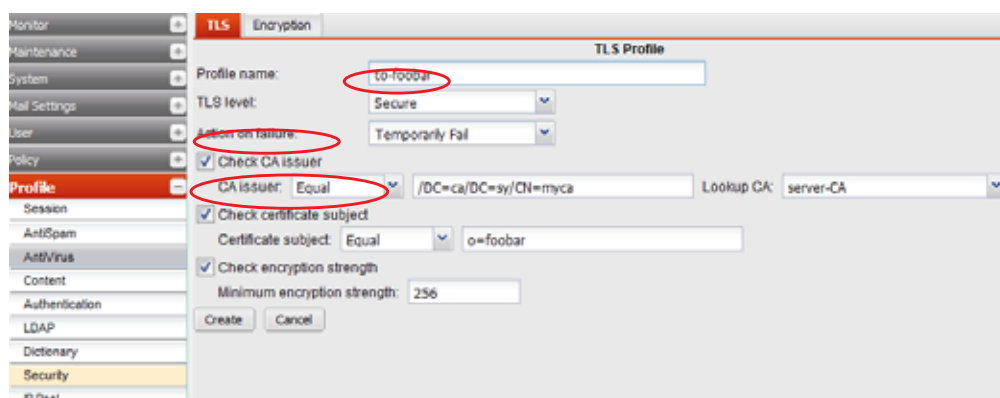 Monitor
Maintenance
System
Mail Settings
User
Policy
Profile
Session
AntiSpam
AntiVirus
Content
Authentication
LDAP
Dictionary
Security
TLS Encryption
TLS Profile
Profile name: to-foobar
TLS level: Secure
Action on failure: Temporarily Fail
Check CA issuer
CA issuer: Equal /DC=ca/DC=sy/CN=myca Lookup CA: server-CA
Check certificate subject
Certificate subject: Equal o=foobar
Check encryption strength
Minimum encryption strength: 256
Create Cancel